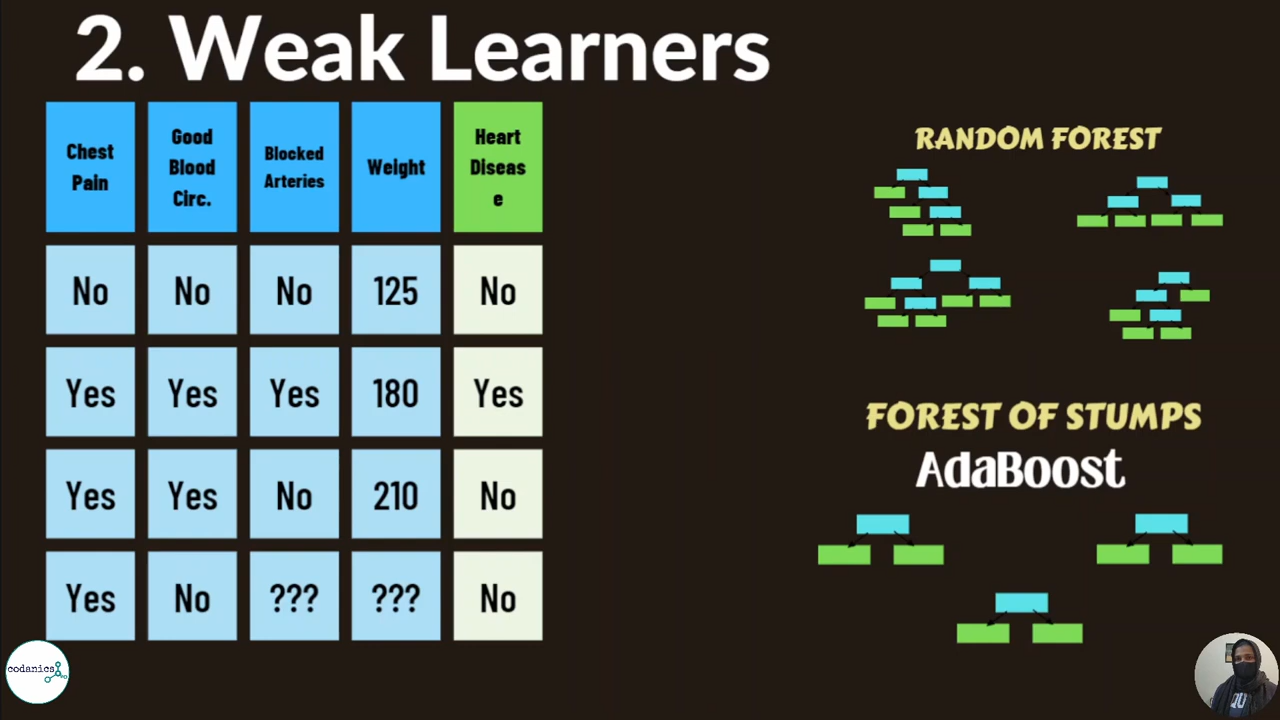 2. Weak Learners
Chest
Pain
Good
Blood
Circ.
Blocked
Arteries
Weight
Heart
Diseas
e
No
No
No
125
No
Yes
Yes
Yes
180
Yes
Yes
Yes
No
210
No
Yes
No
???
???
No
RANDOM FOREST
FOREST OF STUMPS
AdaBoost
codanics
QU